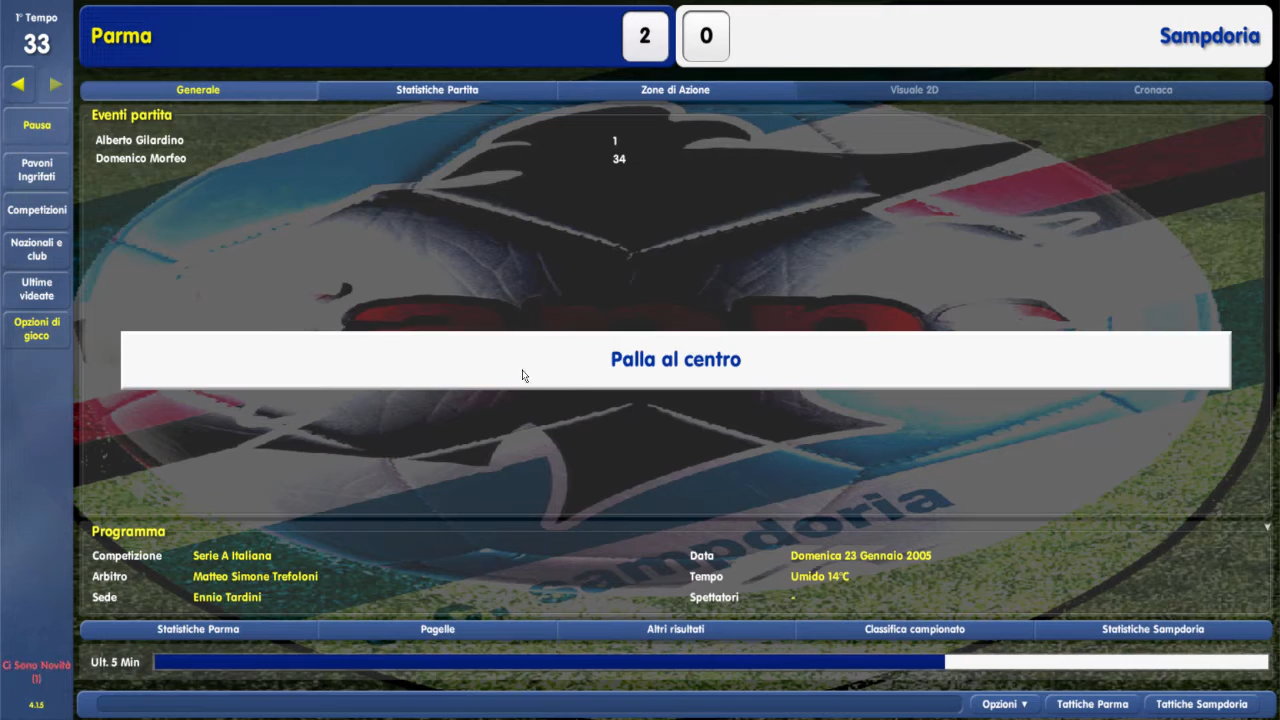 1° Tempo
33
Parma
2
0
Sampdoria
Generale
Statistiche Partita
Zone di Azione
Visuale 2D
Cronaca
Pausa
Pavoni
Ingrifati
Competizioni
Nazionali e
club
Ultime
videate
Opzioni di
gioco
Eventi partita
Alberto Gilardino 1
Domenico Morfeo 34
Palla al centro
Sampdoria
Programma
Competizione Serie A Italiana
Data Domenica 23 Gennaio 2005
Arbitro Matteo Simone Trefoloni
Tempo Umido 14°C
Sede Ennio Tardini
Spettatori -
Statistiche Parma
Pagelle
Altri risultati
Classifica campionato
Statistiche Sampdoria
Ult. 5 Min
Ci Sono Novità
(1)
4.1.5
Opzioni ▼
Tattiche Parma
Tattiche Sampdoria